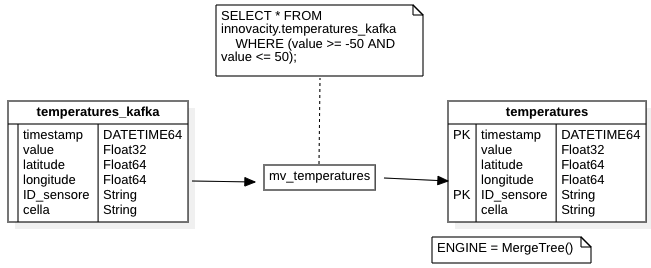 SELECT * FROM
innovacity.temperatures_kafka
WHERE (value >= -50 AND
value <= 50);
temperatures_kafka
timestamp DATETIME64
value Float32
latitude Float64
longitude Float64
ID_sensore String
cella String
mv_temperatures
temperatures
PK timestamp DATETIME64
value Float32
latitude Float64
longitude Float64
PK ID_sensore String
cella String
ENGINE = MergeTree()